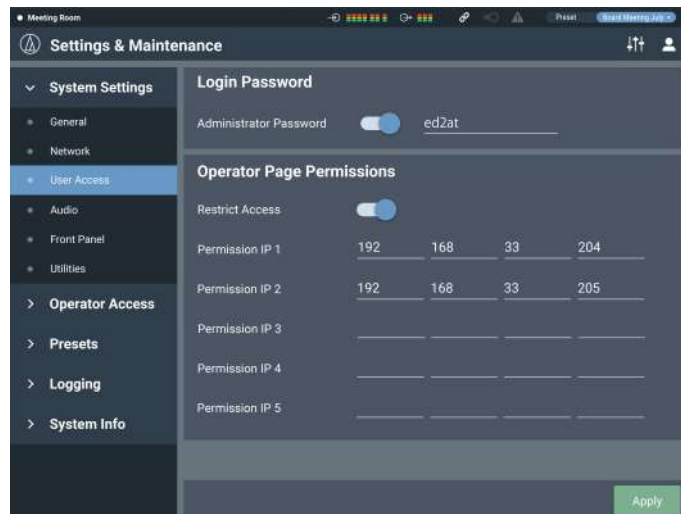 Meeting Room Preset Board Meeting July
Settings & Maintenance
System Settings
General
Network
User Access
Audio
Front Panel
Utilities
Operator Access
Presets
Logging
System Info
Login Password
Administrator Password ed2at
Operator Page Permissions
Restrict Access
Permission IP 1 192 168 33 204
Permission IP 2 192 168 33 205
Permission IP 3
Permission IP 4
Permission IP 5
Apply